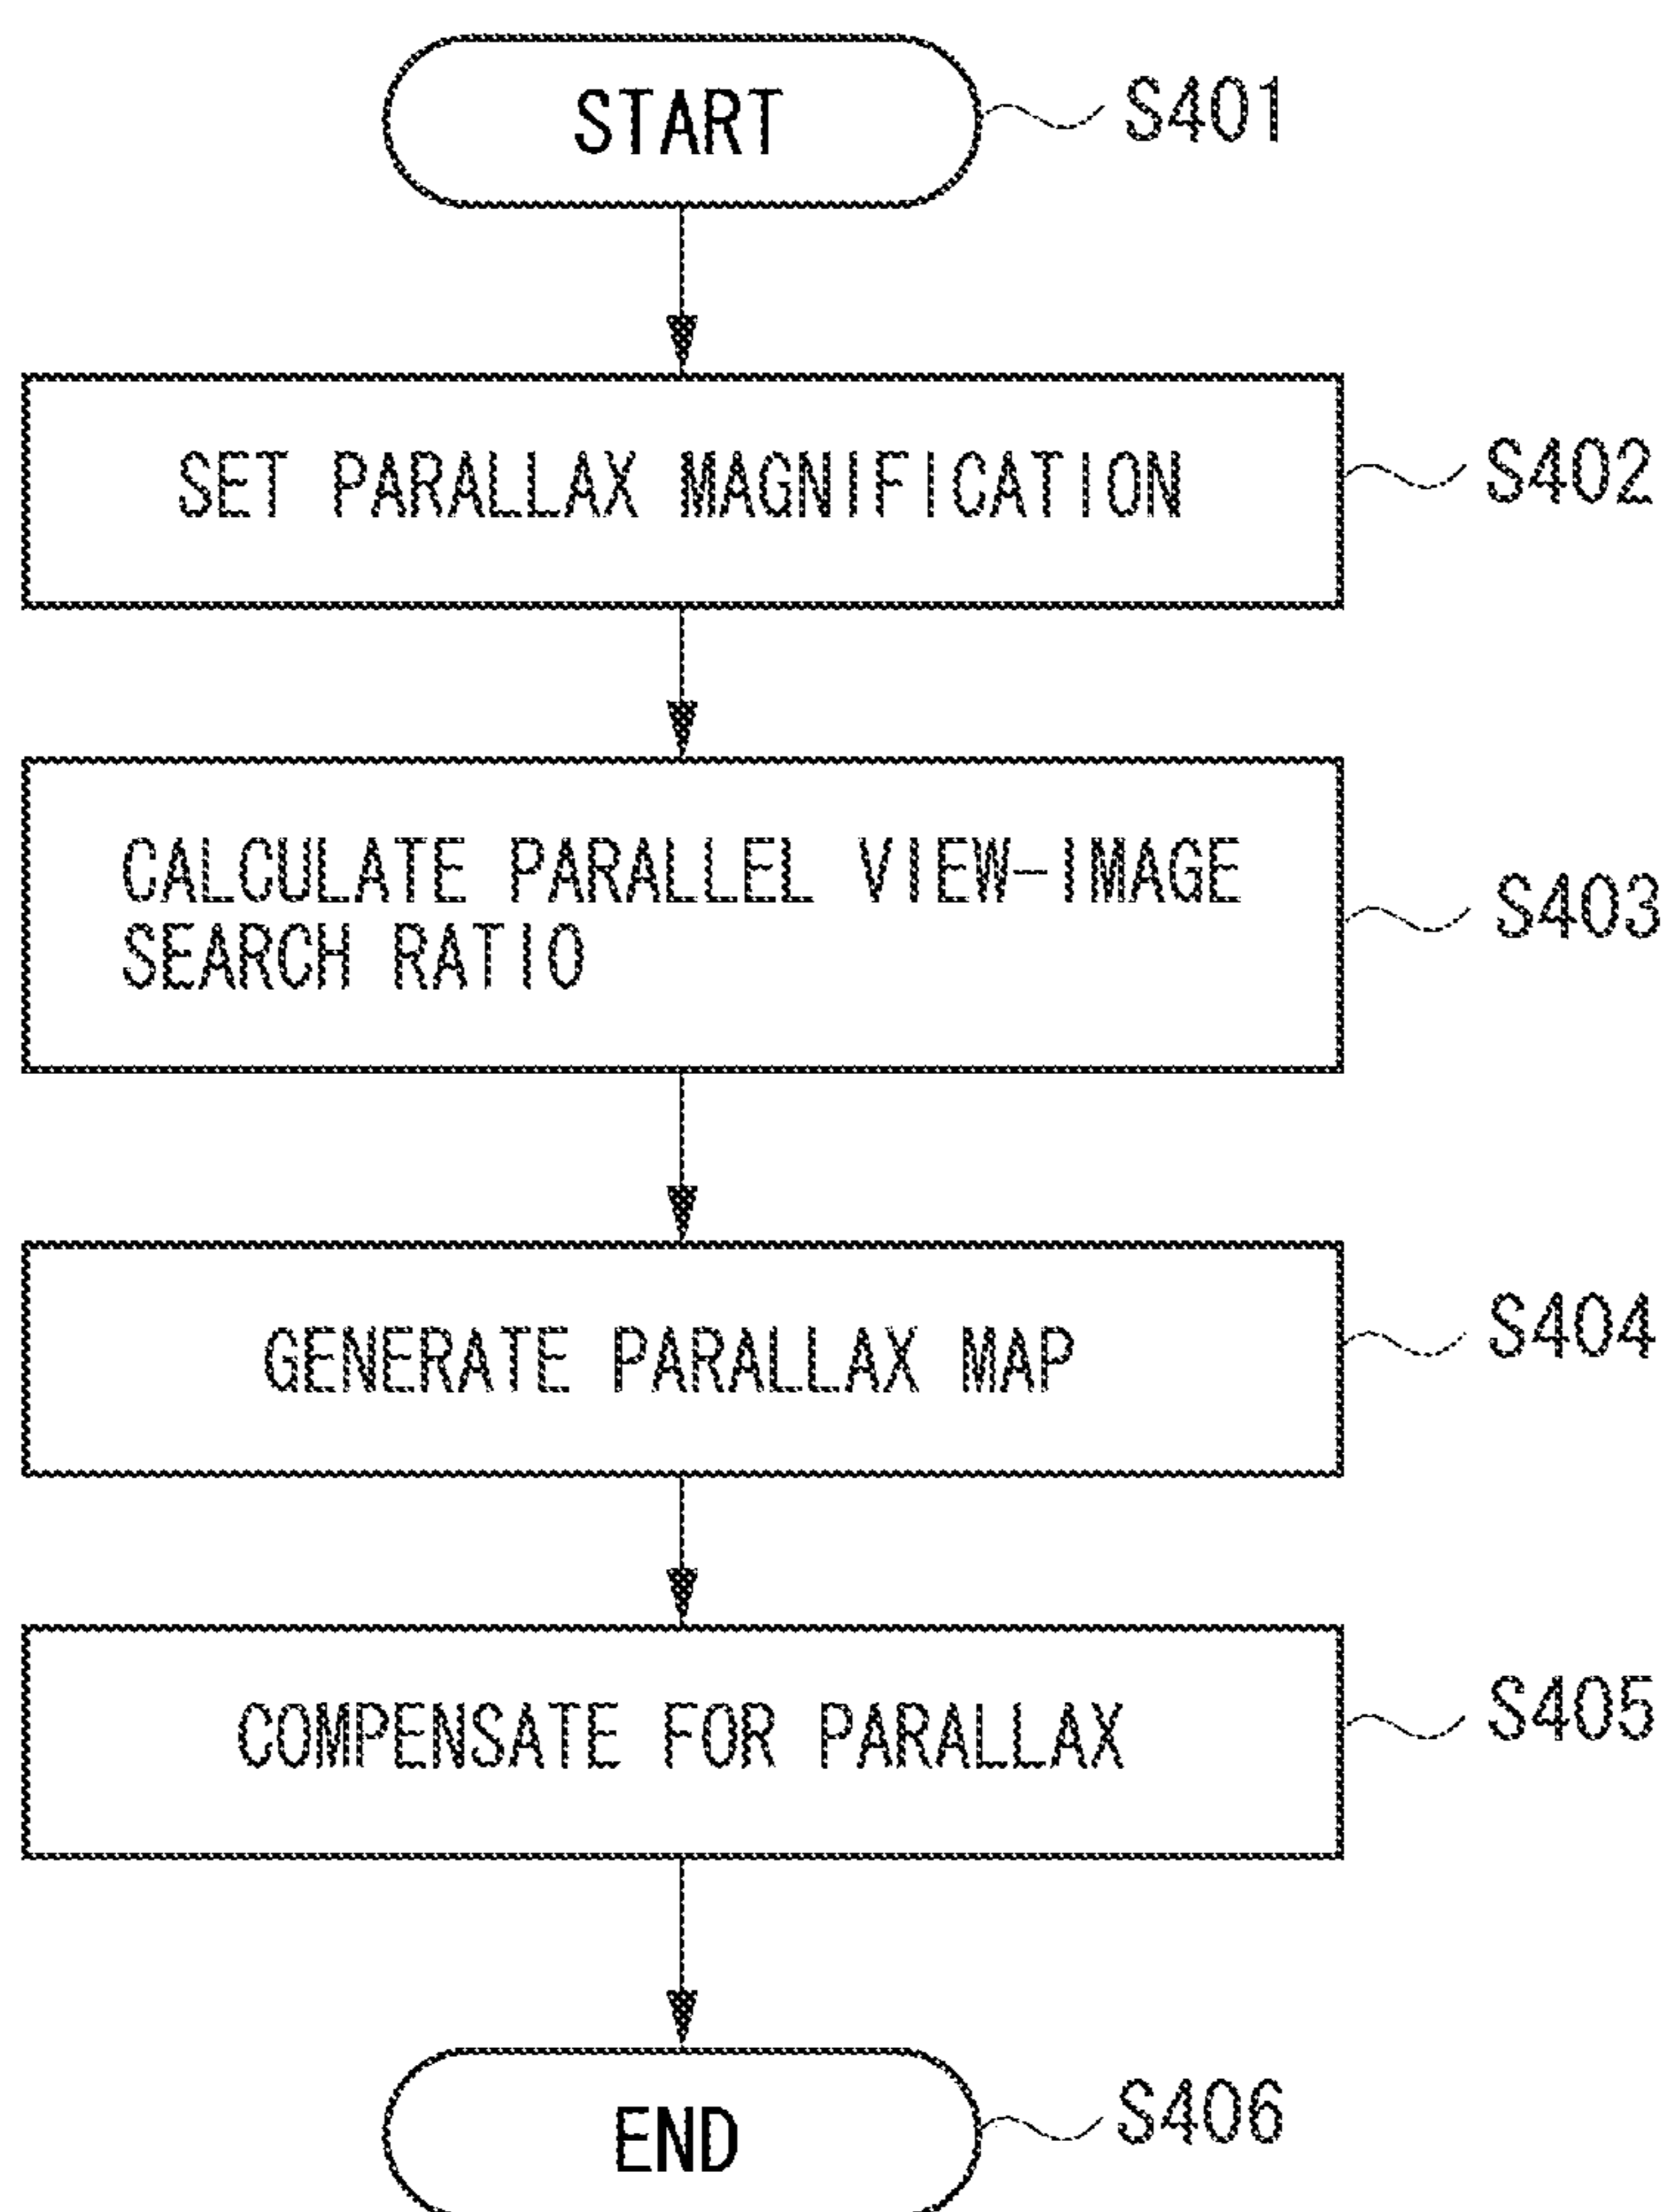 START
S401
SET PARALLAX MAGNIFICATION
S402
CALCULATE PARALLEL VIEW-IMAGE
SEARCH RATIO
S403
GENERATE PARALLAX MAP
S404
COMPENSATE FOR PARALLAX
S405
END
S406